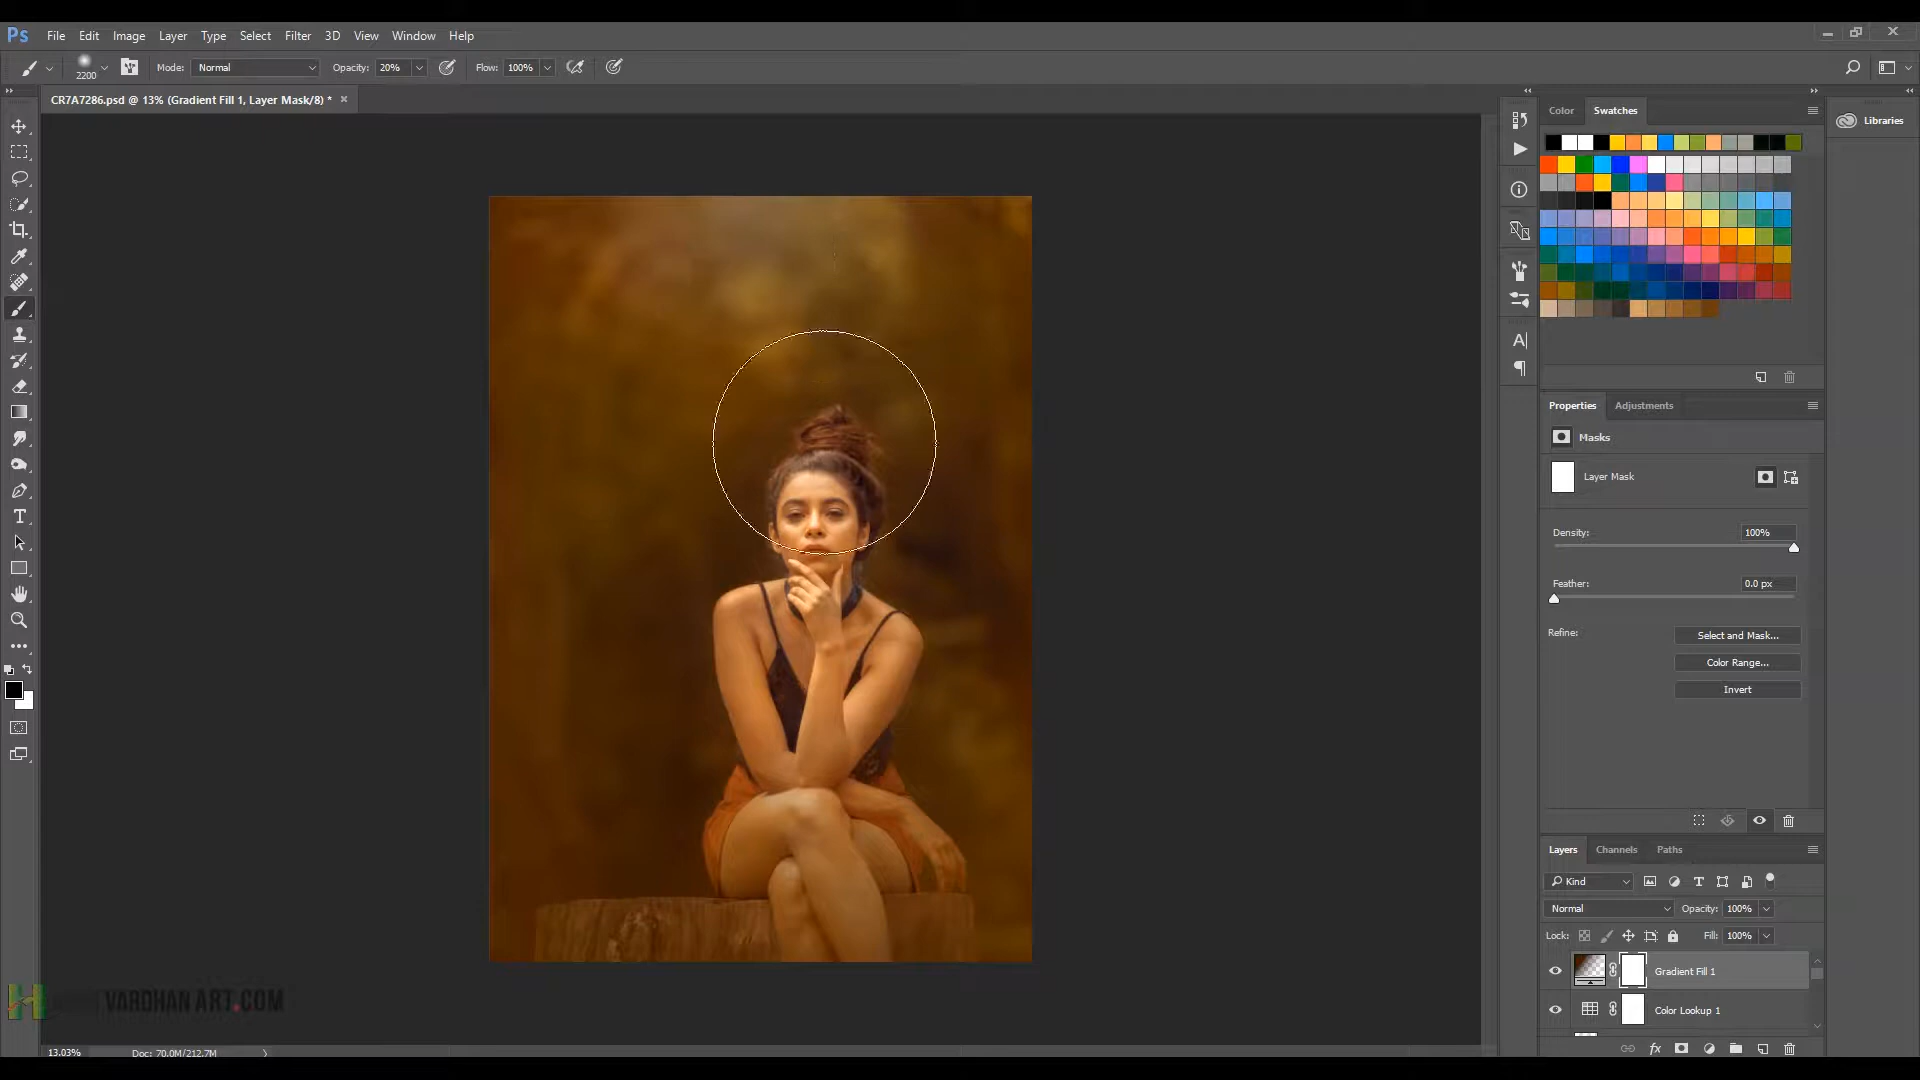 Ps File Edit Image Layer Type Select Filter 3D View Window Help
2200 Mode: Normal Opacity: 20% Flow: 100%
CR7A7286.psd @ 13% (Gradient Fill 1, Layer Mask/8) * ×
Color Swatches
Libraries
Properties Adjustments
Masks
Layer Mask
Density: 100%
Feather: 0.0 px
Refine: Select and Mask...
Color Range...
Invert
Layers Channels Paths
Kind
Normal Opacity: 100%
Lock: Fill: 100%
Gradient Fill 1
Color Lookup 1
VARDHAN ART.COM
13.03% Doc: 70.0M/212.7M